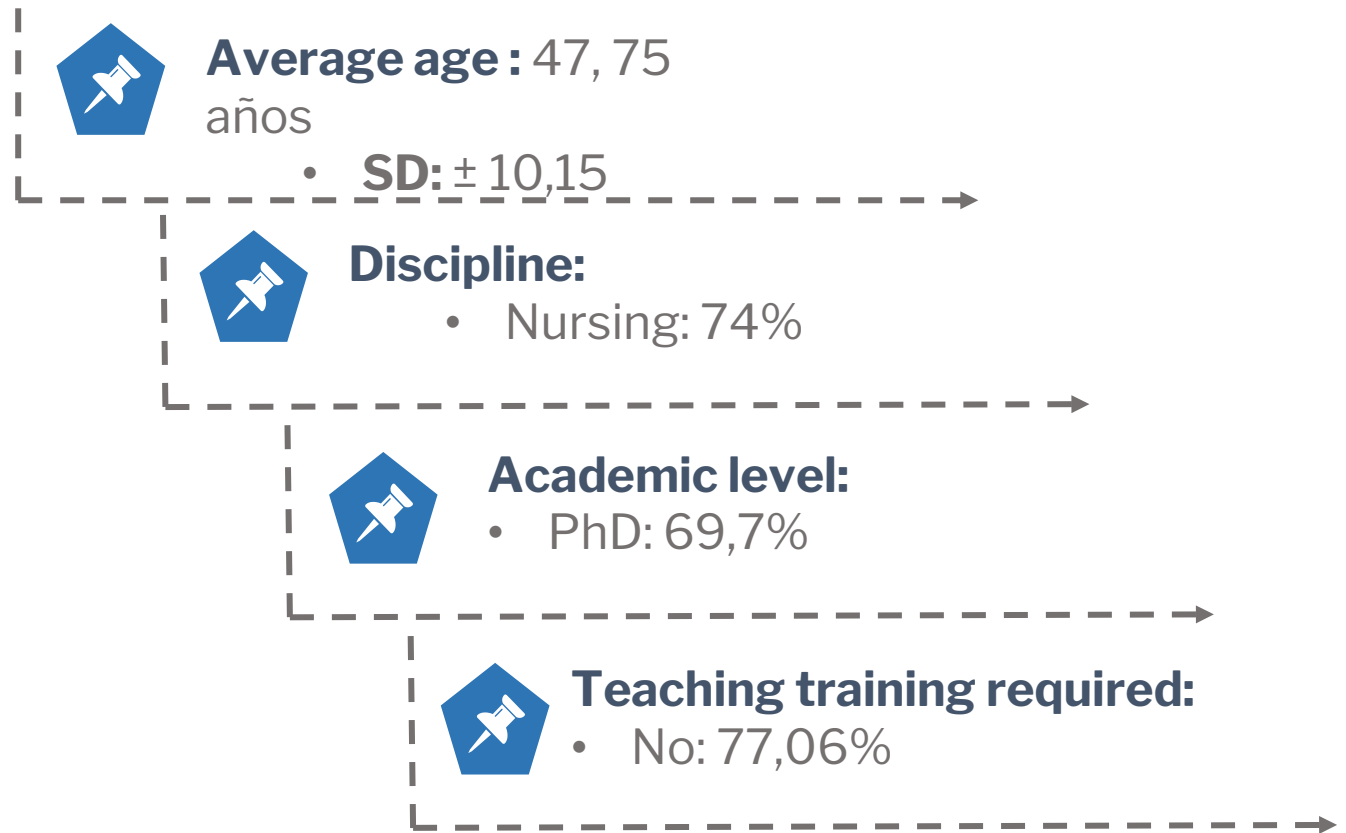 Average age : 47, 75
años
• SD: ± 10,15
Discipline:
• Nursing: 74%
Academic level:
• PhD: 69,7%
Teaching training required:
• No: 77,06%